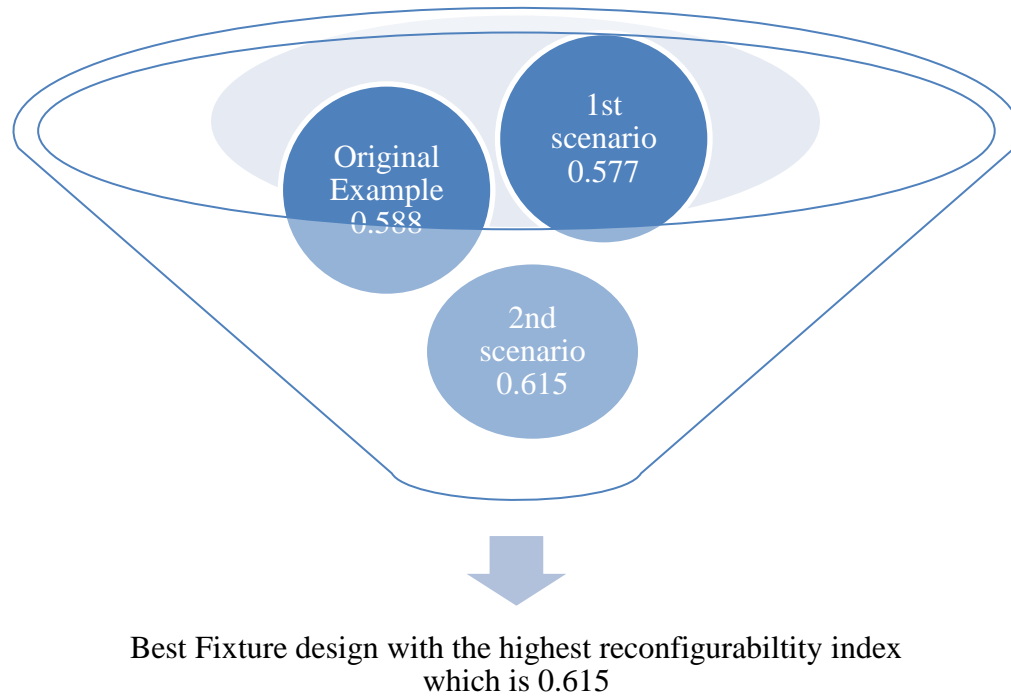 Original
Example
0.588
1st
scenario
0.577
2nd
scenario
0.615
Best Fixture design with the highest reconfigurabiltity index
which is 0.615